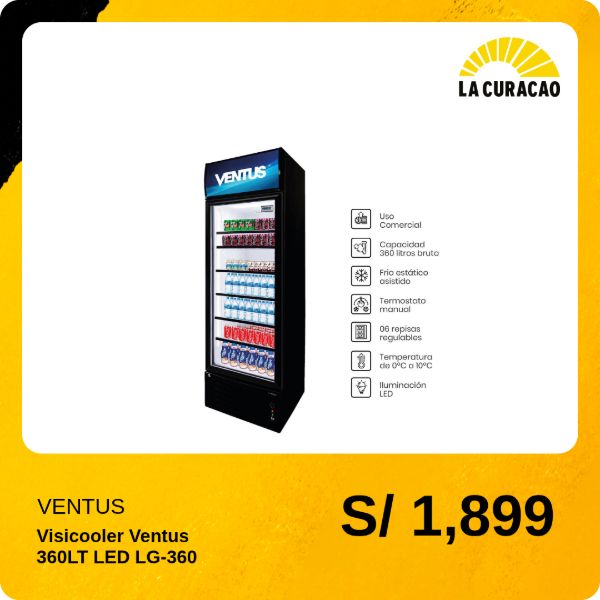 LA CURACAO
VENTUS
Uso
Comercial
Capacidad
360 litros bruto
Frío estático
asistido
Termostato
manual
06 repisas
regulables
Temperatura
de 0°C a 10°C
Iluminación
LED
VENTUS
Visicooler Ventus
360LT LED LG-360
S/ 1,899